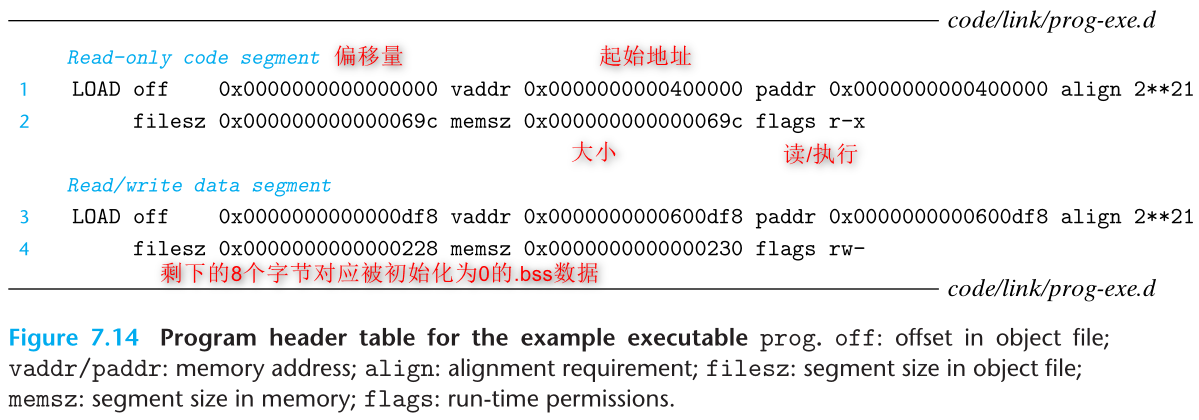 code/link/prog-exe.d
Read-only code segment 偏移量 起始地址
1 LOAD off 0x0000000000000000 vaddr 0x0000000000400000 paddr 0x0000000000400000 align 2**21
2 filesz 0x000000000000069c memsz 0x000000000000069c flags r-x
大小 读/执行
Read/write data segment
3 LOAD off 0x0000000000000df8 vaddr 0x0000000000600df8 paddr 0x0000000000600df8 align 2**21
4 filesz 0x0000000000000228 memsz 0x0000000000000230 flags rw-
剩下的8个字节对应被初始化为0的.bss数据
code/link/prog-exe.d
Figure 7.14 Program header table for the example executable prog. off: offset in object file;
vaddr/paddr: memory address; align: alignment requirement; filesz: segment size in object file;
memsz: segment size in memory; flags: run-time permissions.